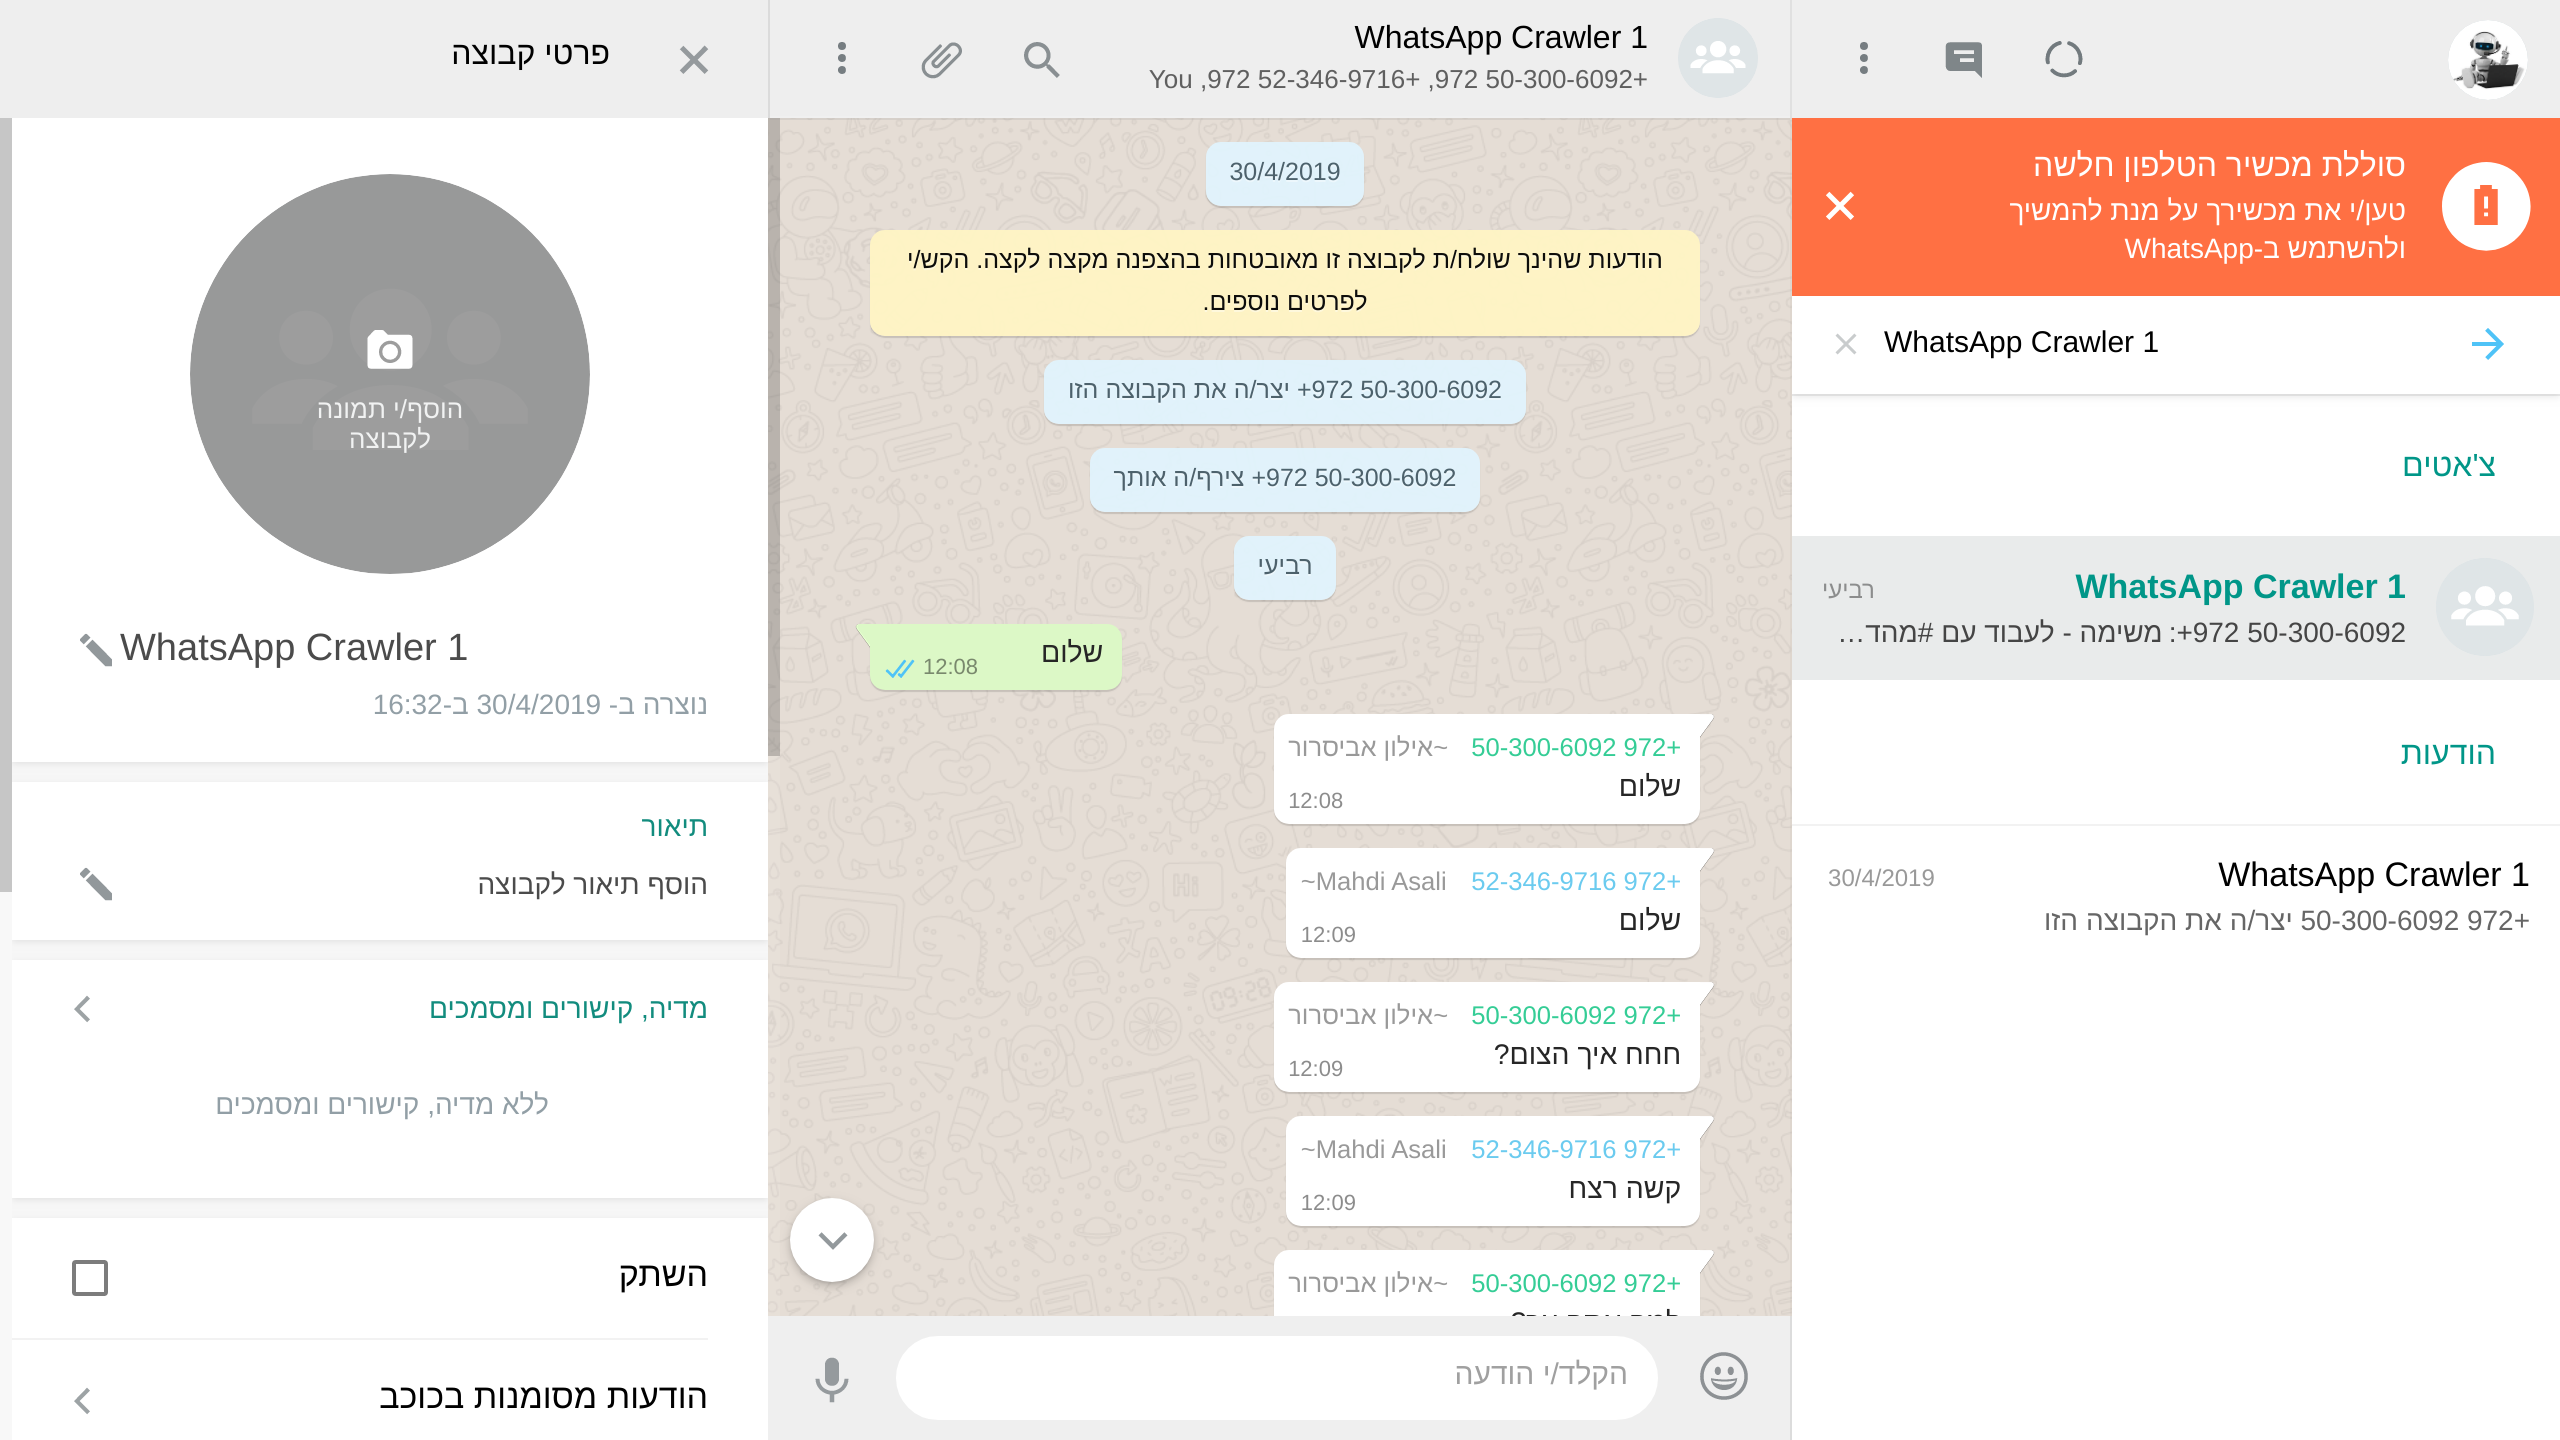 סוללת מכשיר הטלפון חלשה
טען/י את מכשירך על מנת להמשיך
ולהשתמש ב-WhatsApp
WhatsApp Crawler 1
צ'אטים
WhatsApp Crawler 1
רביעי
+972 50-300-6092: משימה - לעבוד עם #מהד...
הודעות
WhatsApp Crawler 1
30/4/2019
+972 50-300-6092 יצר/ה את הקבוצה הזו
WhatsApp Crawler 1
+972 50-300-6092, +972 52-346-9716, You
30/4/2019
הודעות שהינך שולח/ת לקבוצה זו מאובטחות בהצפנה מקצה לקצה. הקש/י
לפרטים נוספים.
+972 50-300-6092 יצר/ה את הקבוצה הזו
+972 50-300-6092 צירף/ה אותך
רביעי
שלום
12:08
+972 50-300-6092 ~אילון אביסרור
שלום
12:08
+972 52-346-9716 ~Mahdi Asali
שלום
12:09
+972 50-300-6092 ~אילון אביסרור
חחח איך הצום?
12:09
+972 52-346-9716 ~Mahdi Asali
קשה רצח
12:09
+972 50-300-6092 ~אילון אביסרור
הקלד/י הודעה
פרטי קבוצה
הוסף/י תמונה
לקבוצה
WhatsApp Crawler 1
נוצרה ב- 30/4/2019 ב-16:32
תיאור
הוסף תיאור לקבוצה
מדיה, קישורים ומסמכים
ללא מדיה, קישורים ומסמכים
השתק
הודעות מסומנות בכוכב